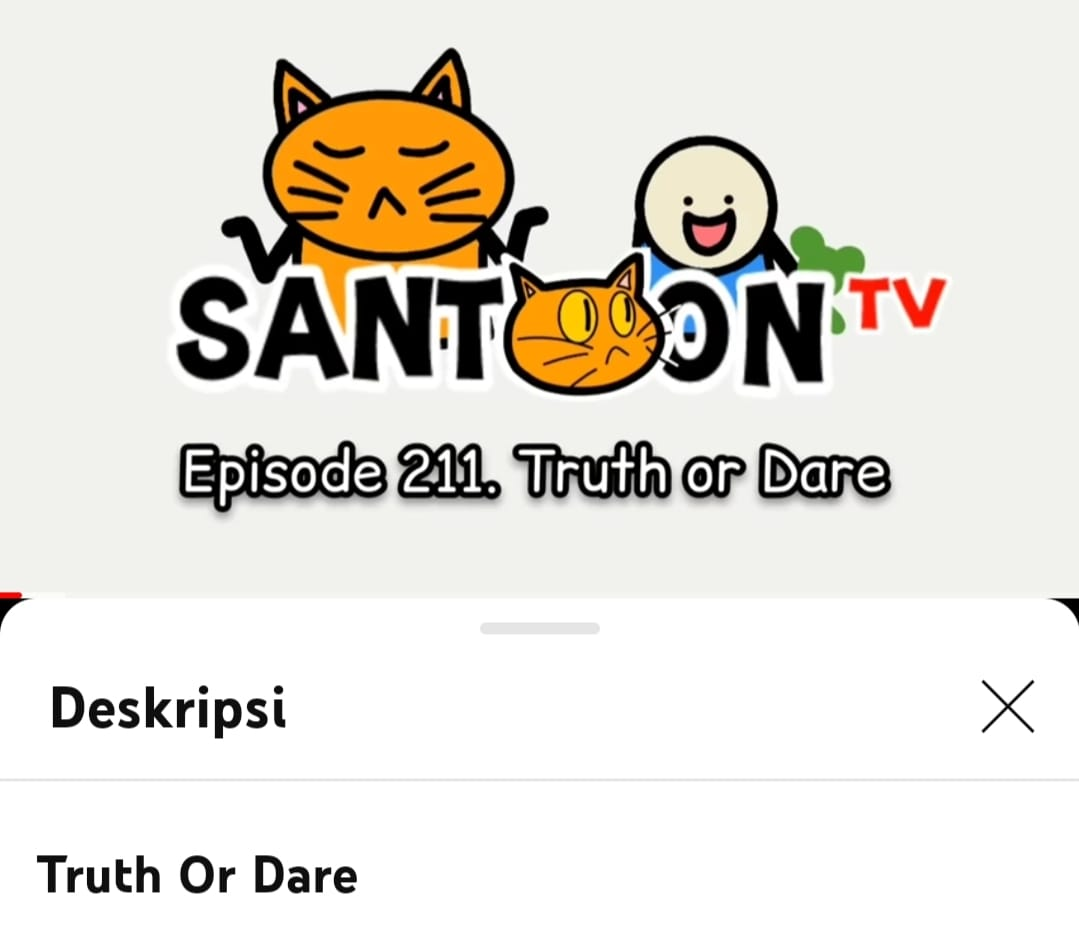 SANTOON TV
Episode 211. Truth or Dare
Deskripsi
Truth Or Dare